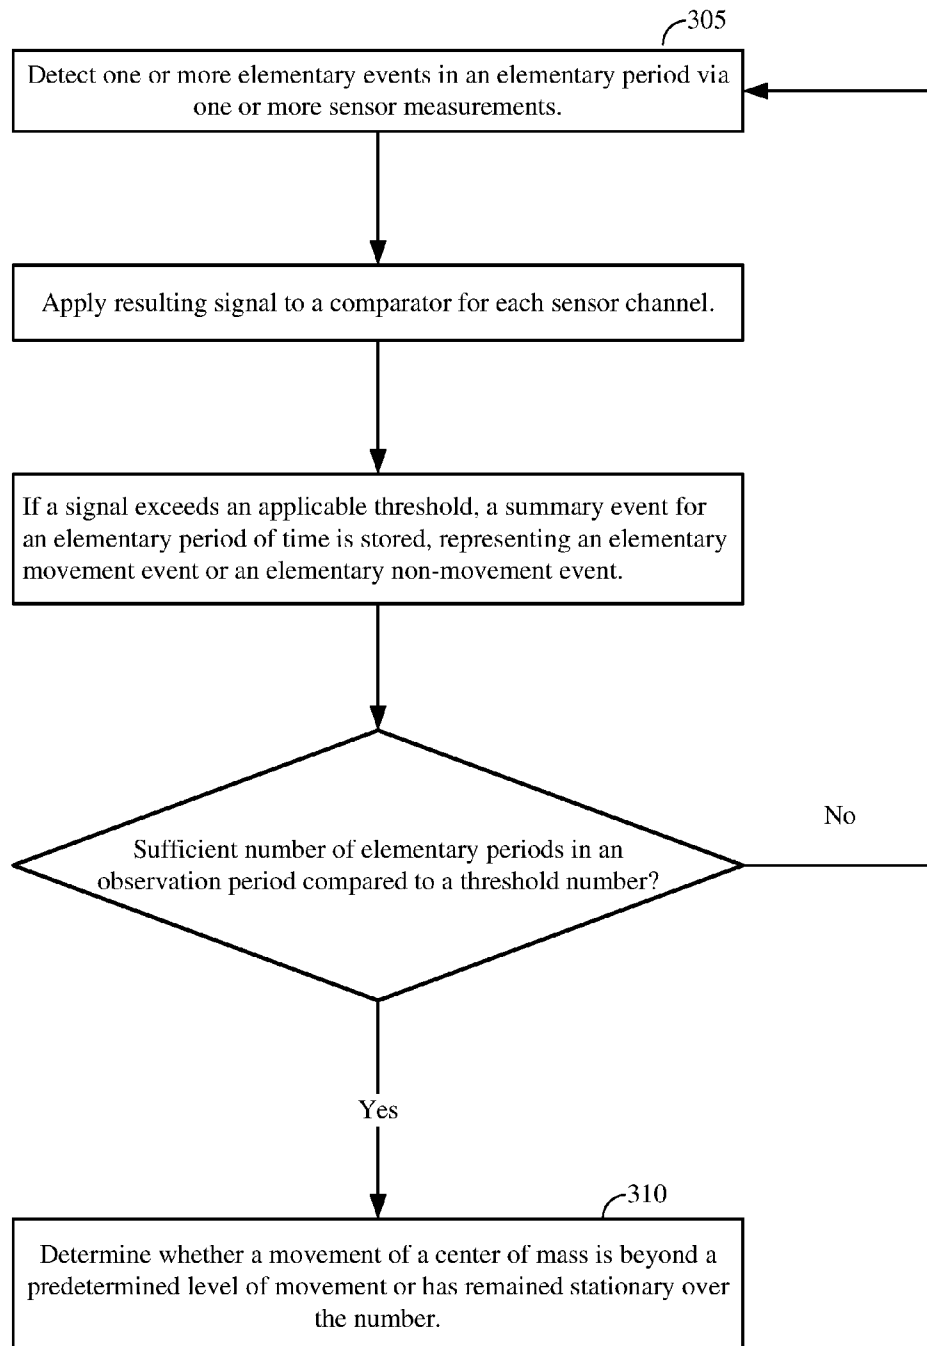 305
Detect one or more elementary events in an elementary period via
one or more sensor measurements.
Apply resulting signal to a comparator for each sensor channel.
If a signal exceeds an applicable threshold, a summary event for
an elementary period of time is stored, representing an elementary
movement event or an elementary non-movement event.
Sufficient number of elementary periods in an
observation period compared to a threshold number?
No
Yes
310
Determine whether a movement of a center of mass is beyond a
predetermined level of movement or has remained stationary over
the number.